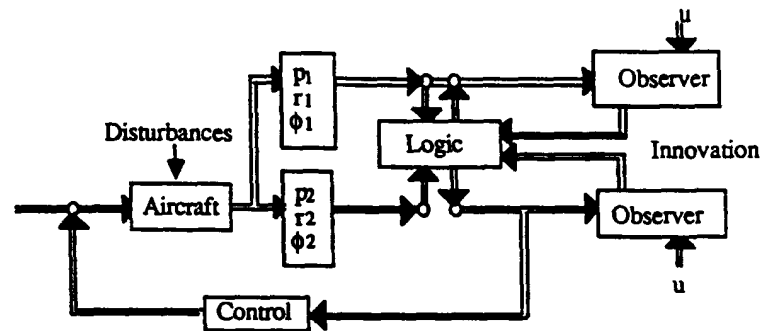 u
p1
r1
ϕ1
Observer
Disturbances
Logic
Innovation
Aircraft
p2
r2
ϕ2
Observer
u
Control